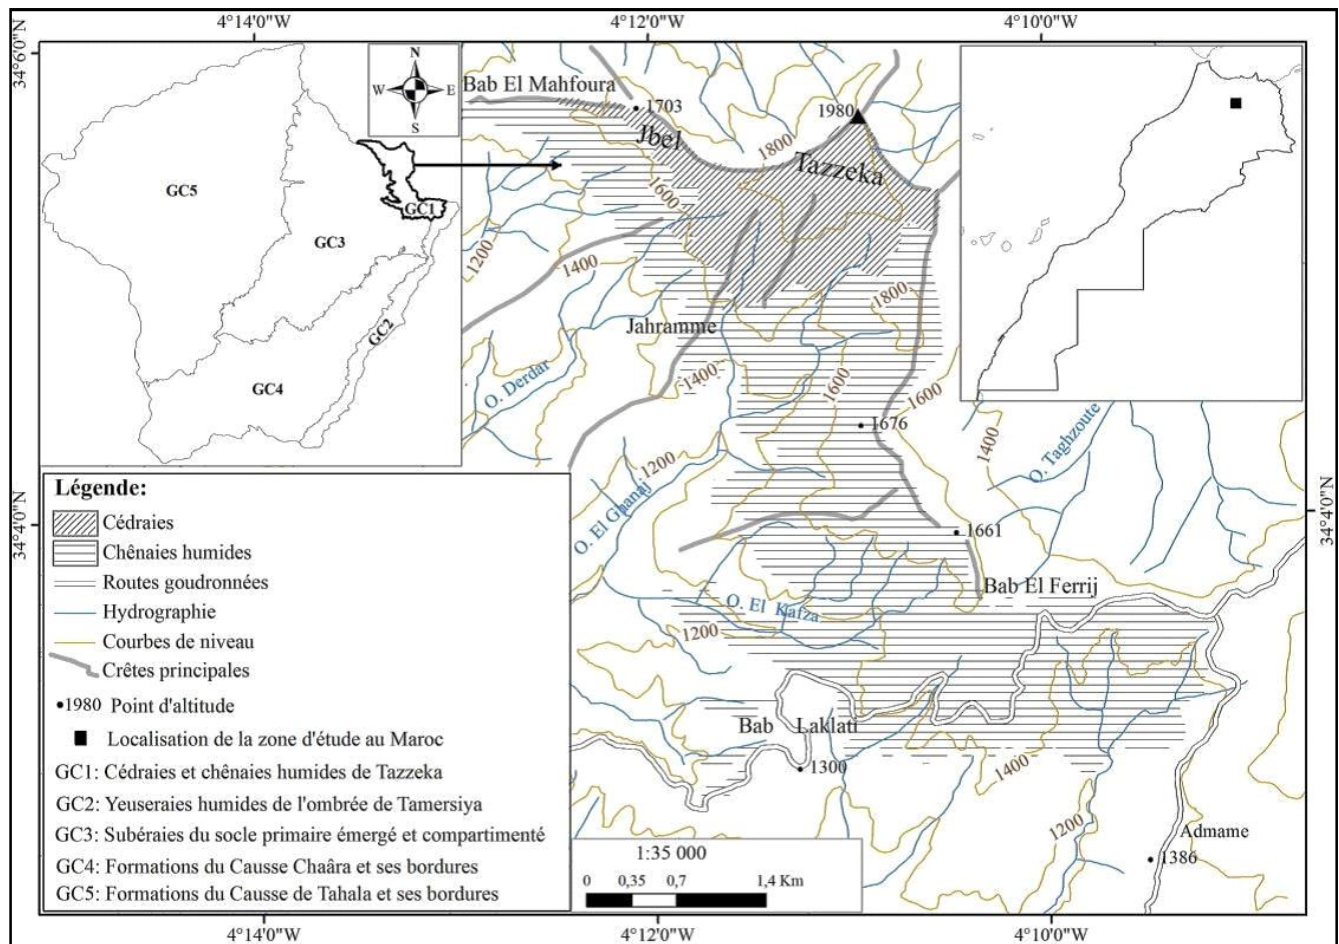 4°14'0"W
4°12'0"W
4°10'0"W
34°6'0"N
34°4'0"N
34°4'0"N
N
W
E
S
GC5
GC3
GC1
GC2
GC4
Bab El Mahfoura
1703
1980
Jbel
Tazzeka
1800
1600
1200
1400
1800
Jahramme
O. Derdar
1400
1600
1600
1676
1400
O. Taghzoute
1200
O. El Ghanaj
1661
Bab El Ferrij
O. El Kafza
1200
Bab Laklati
1300
1400
1200
Admame
1386
Légende:
Cédraies
Chênaies humides
Routes goudronnées
Hydrographie
Courbes de niveau
Crêtes principales
1980 Point d'altitude
Localisation de la zone d'étude au Maroc
GC1: Cédraies et chênaies humides de Tazzeka
GC2: Yeuseraies humides de l'ombrée de Tamersiya
GC3: Subéraies du socle primaire émergé et compartimenté
GC4: Formations du Causse Chaâra et ses bordures
GC5: Formations du Causse de Tahala et ses bordures
1:35 000
0 0,35 0,7 1,4 Km
4°14'0"W
4°12'0"W
4°10'0"W